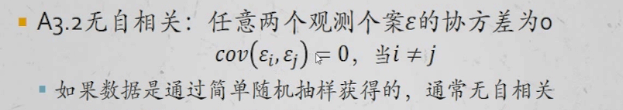 A3.2无自相关：任意两个观测个案ε的协方差为0
cov(εᵢ,εⱼ) = 0，当i ≠ j
如果数据是通过简单随机抽样获得的，通常无自相关